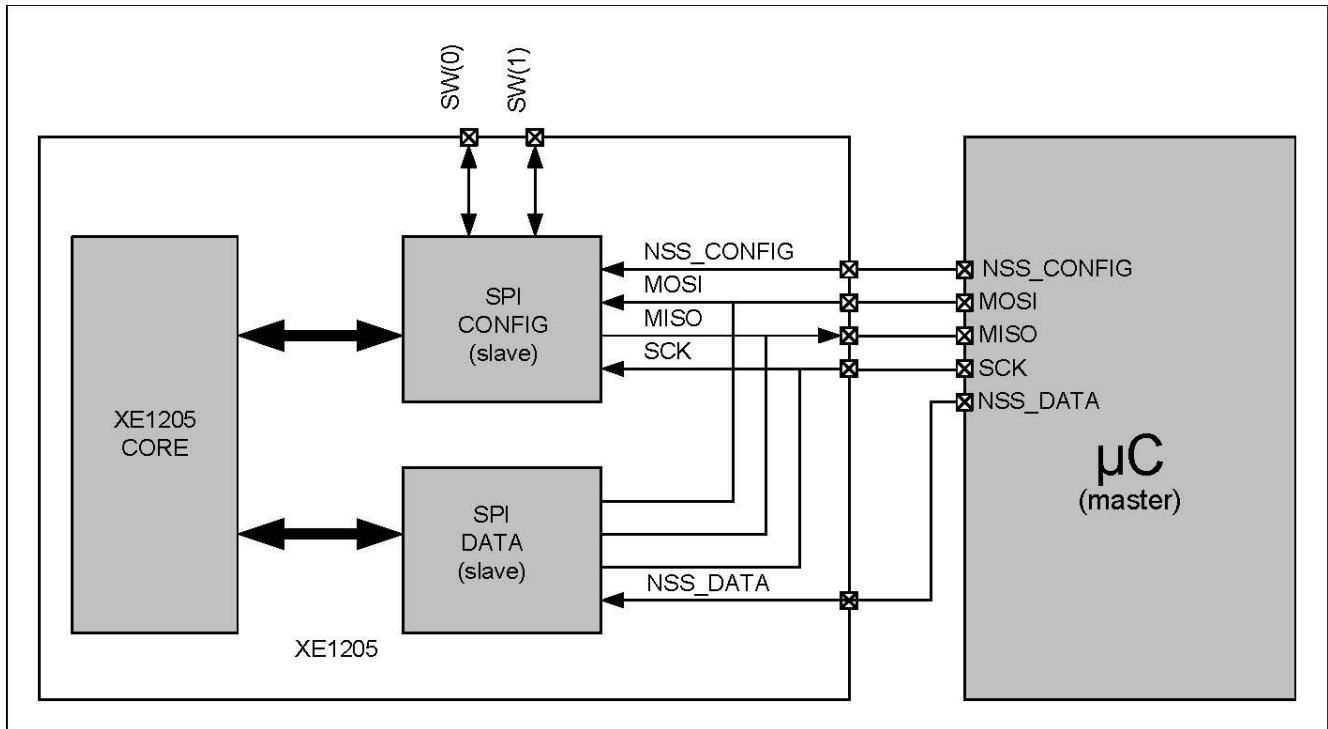 SW(0)
SW(1)
NSS_CONFIG
MOSI
MISO
SCK
SPI
CONFIG
(slave)
NSS_CONFIG
MOSI
MISO
SCK
NSS_DATA
XE1205
CORE
µC
(master)
SPI
DATA
(slave)
NSS_DATA
XE1205